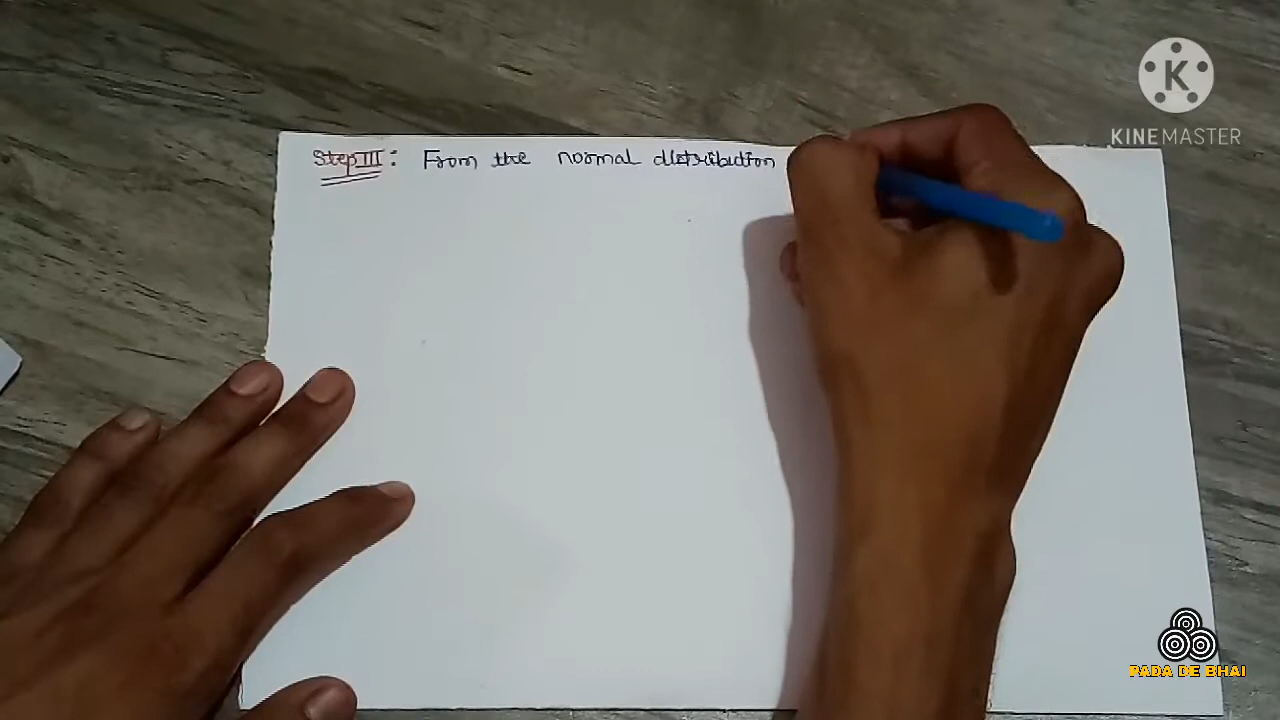 Step III : From the normal distribution
K
KINEMASTER
PADA DE BHAI